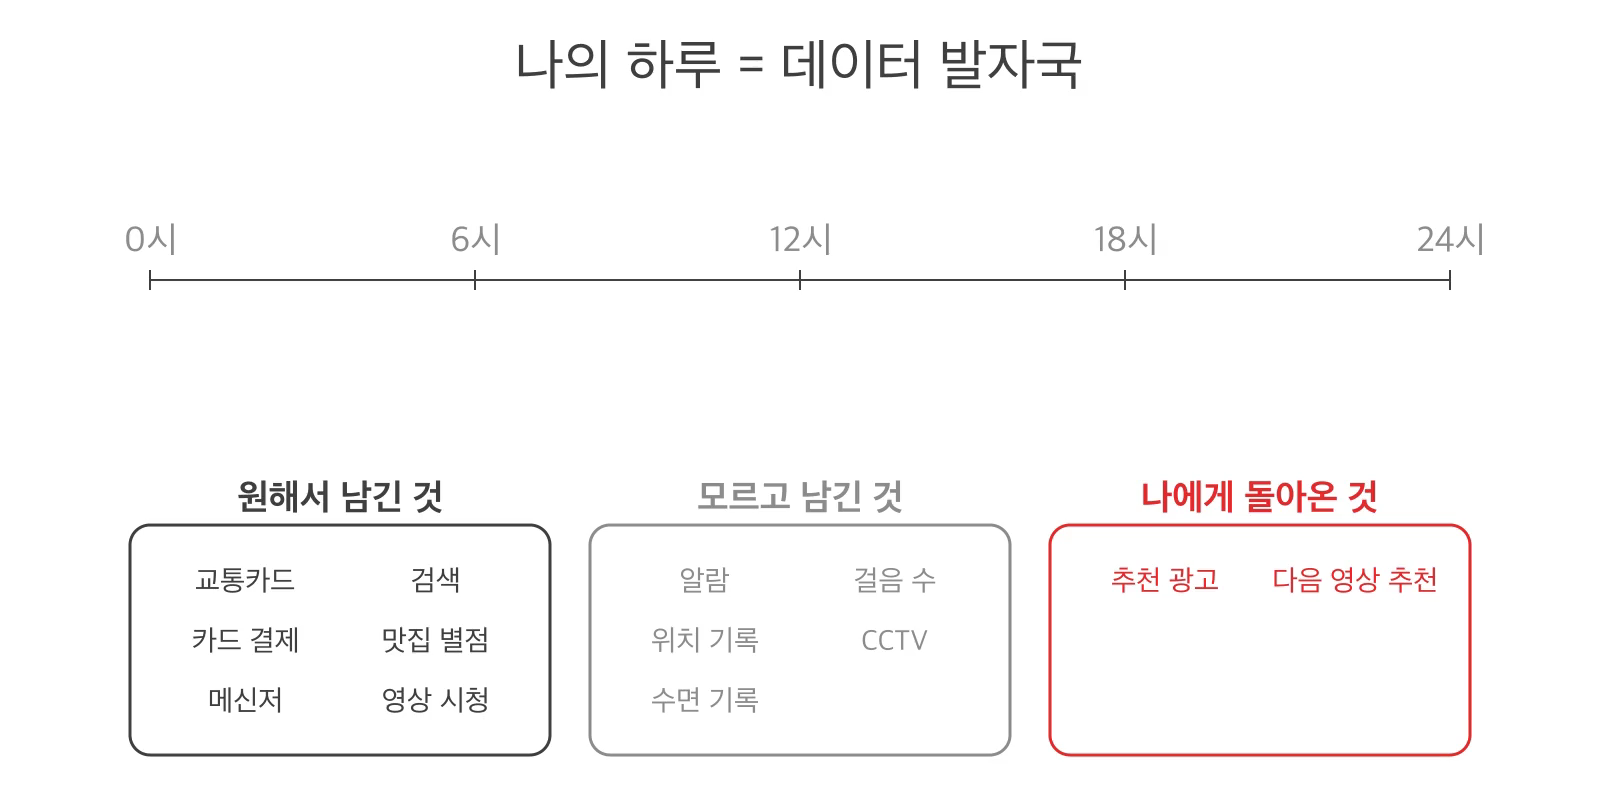 나의 하루 = 데이터 발자국
0시 6시 12시 18시 24시
원해서 남긴 것
교통카드 검색
카드 결제 맛집 별점
메신저 영상 시청
모르고 남긴 것
알람 걸음 수
위치 기록 CCTV
수면 기록
나에게 돌아온 것
추천 광고 다음 영상 추천